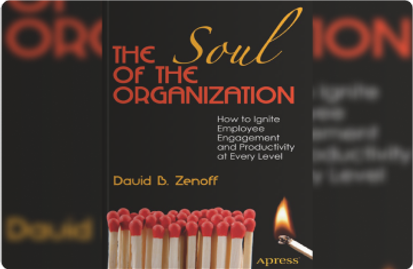 THE Soul
OF THE
ORGANIZATION
How to Ignite
Employee
Engagement
and Productivity
at Every Level
David B. Zenoff
APRESS